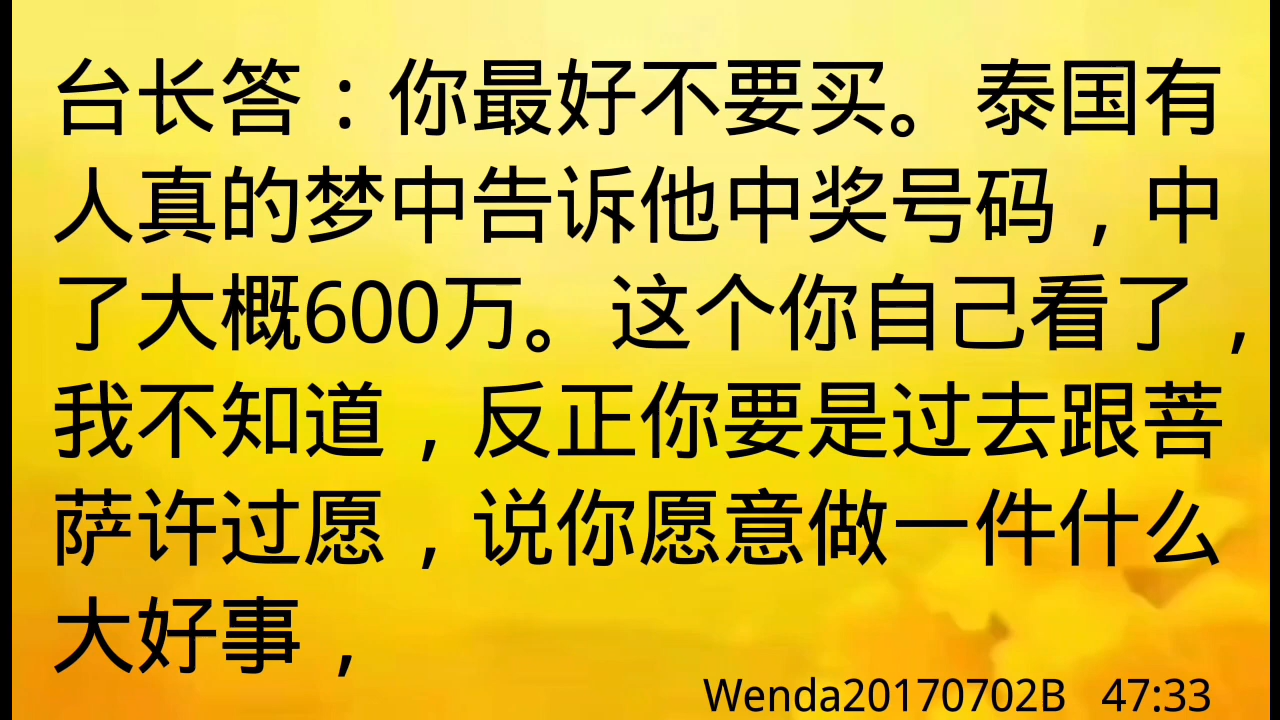 台长答：你最好不要买。 泰国有
人真的梦中告诉他中奖号码，中
了大概600万。 这个你自己看了，
我不知道，反正你要是过去跟菩
萨许过愿，说你愿意做一件什么
大好事，
Wenda20170702B 47:33